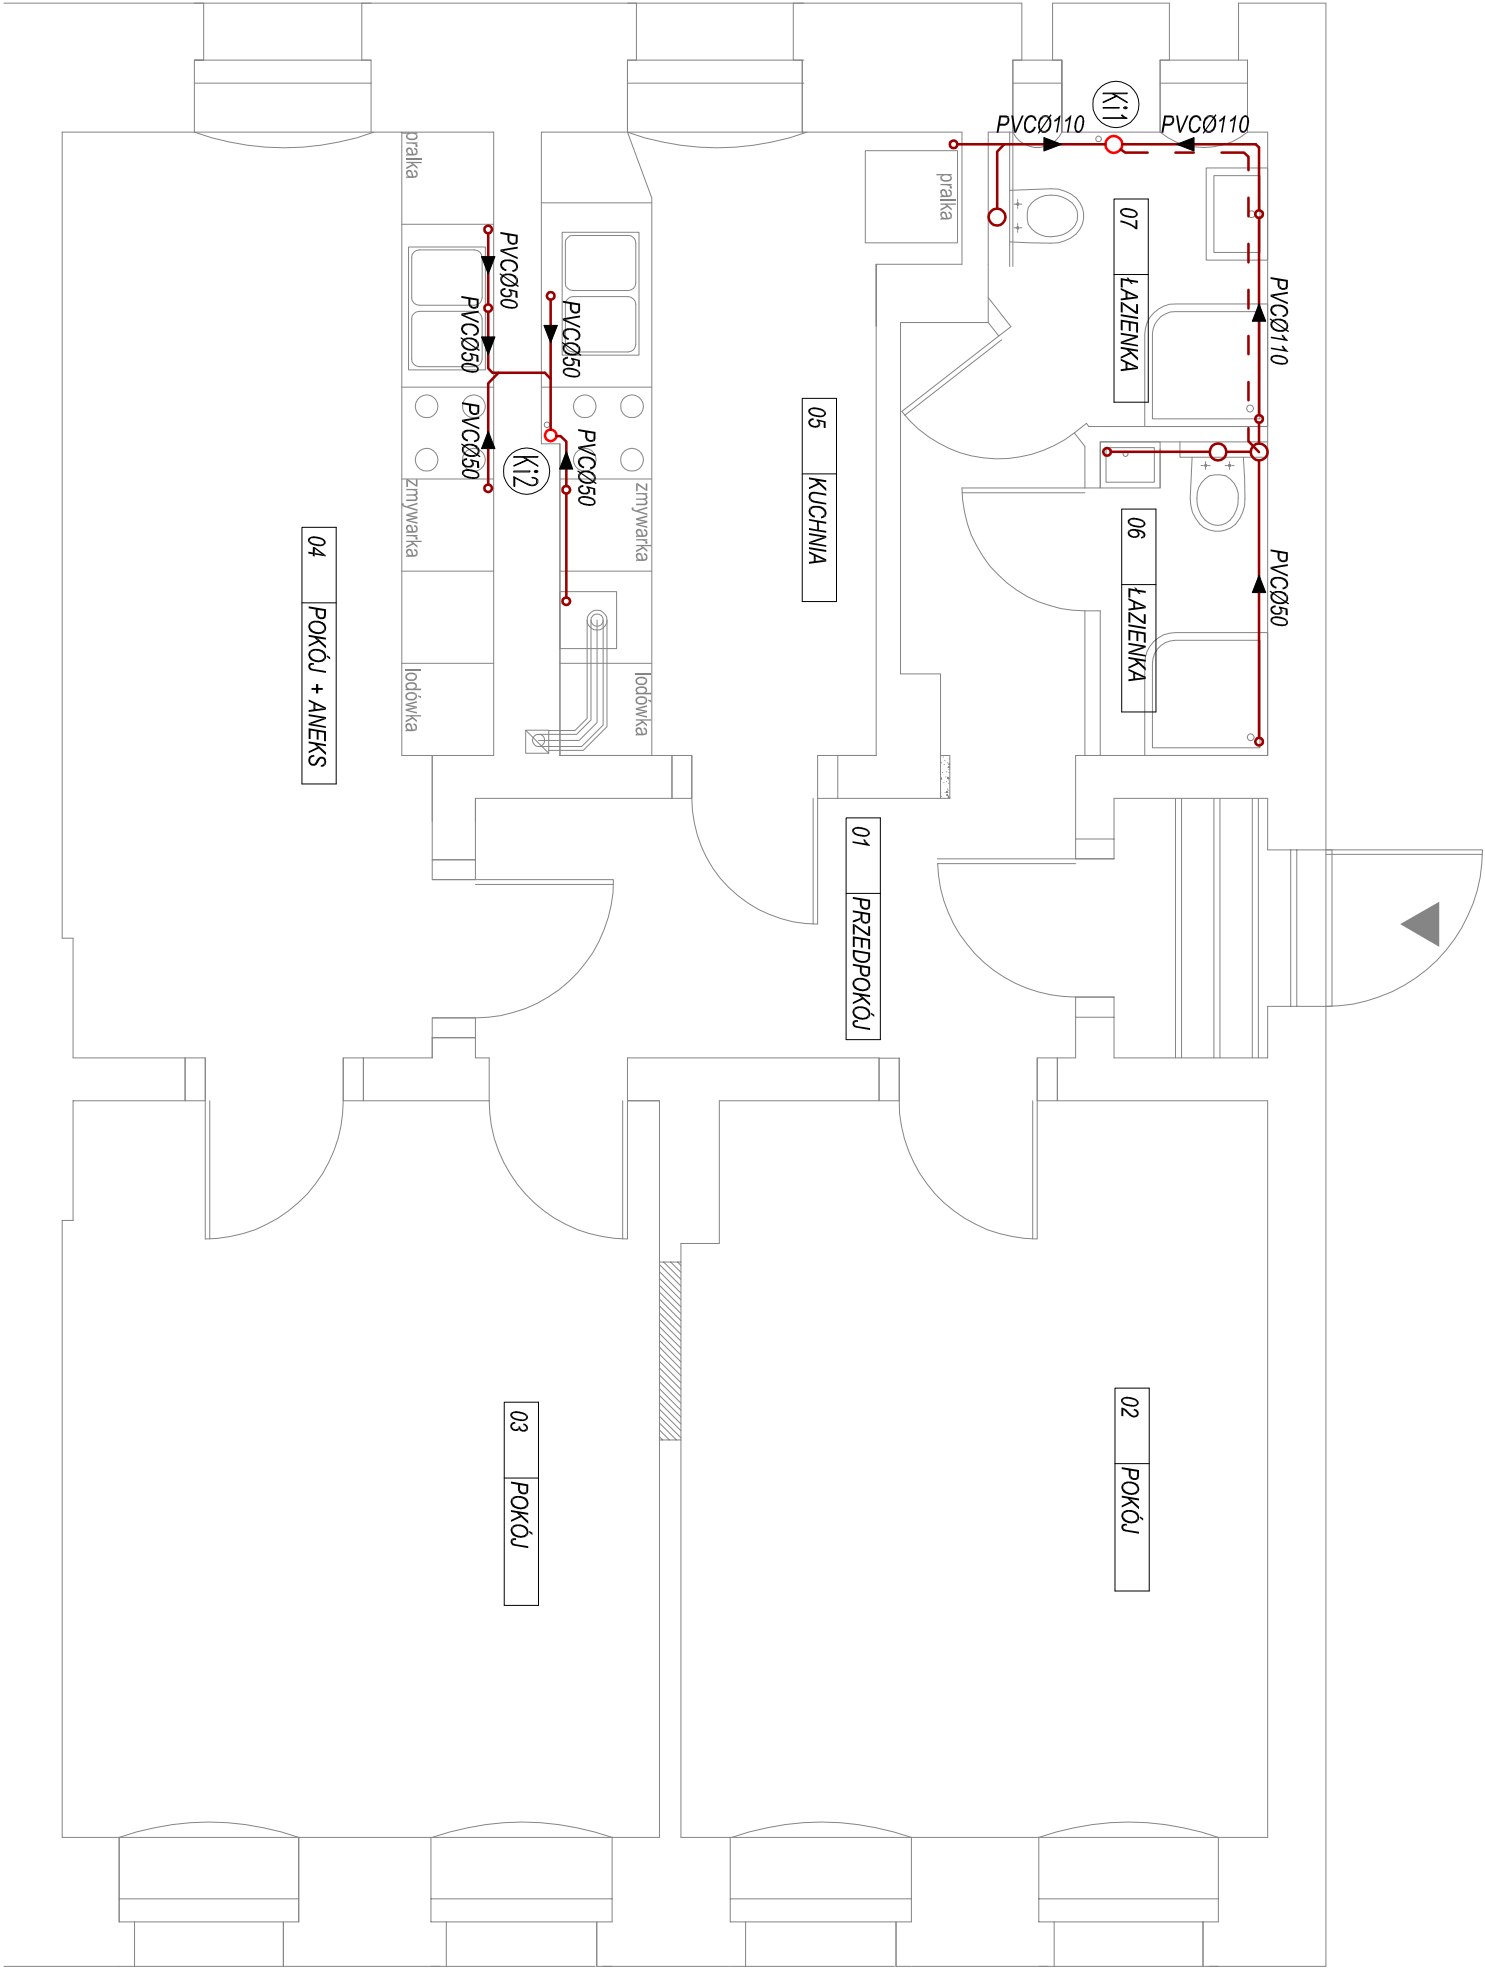 Ki1
PVCØ110
PVCØ110
pralka
pralka
07 ŁAZIENKA
PVCØ50
PVCØ50
PVCØ50
PVCØ110
05 KUCHNIA
PVCØ50
PVCØ50
Ki2
zmywarka
zmywarka
06 ŁAZIENKA
PVCØ50
04 POKÓJ + ANEKS
lodówka
lodówka
01 PRZEDPOKÓJ
03 POKÓJ
02 POKÓJ